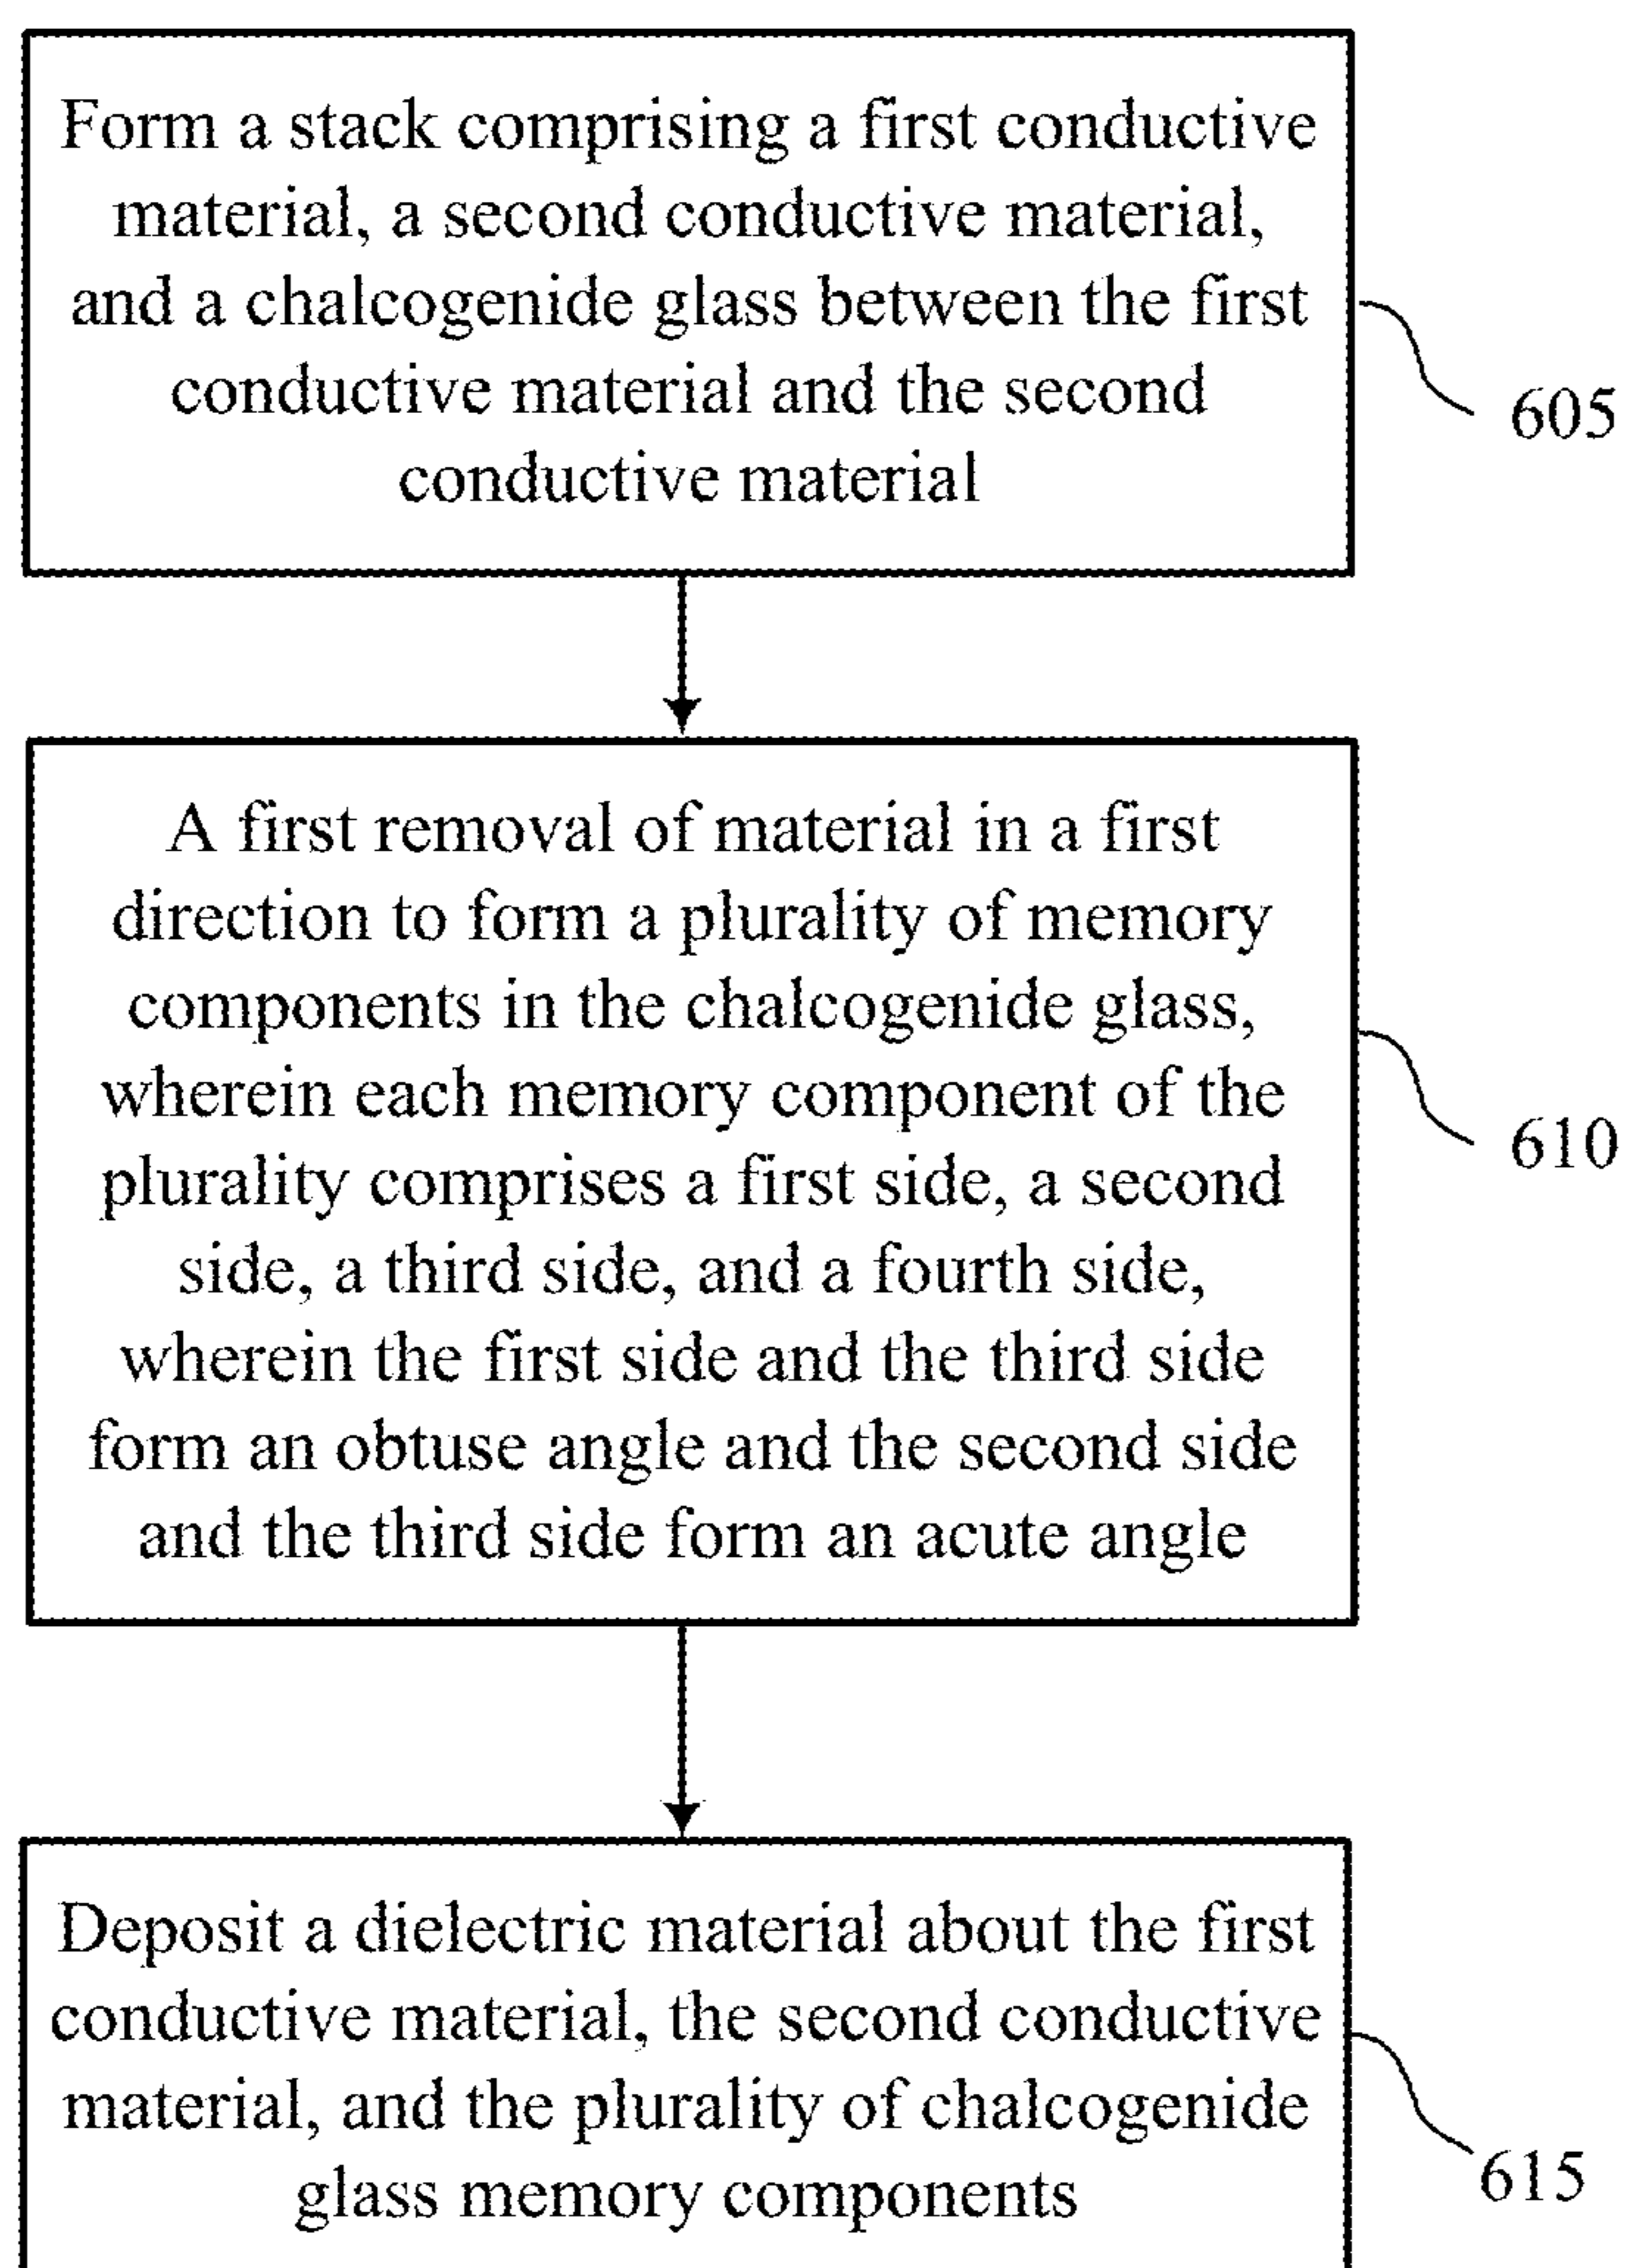 Form a stack comprising a first conductive
material, a second conductive material,
and a chalcogenide glass between the first
conductive material and the second
conductive material
605
A first removal of material in a first
direction to form a plurality of memory
components in the chalcogenide glass,
wherein each memory component of the
plurality comprises a first side, a second
side, a third side, and a fourth side,
wherein the first side and the third side
form an obtuse angle and the second side
and the third side form an acute angle
610
Deposit a dielectric material about the first
conductive material, the second conductive
material, and the plurality of chalcogenide
glass memory components
615